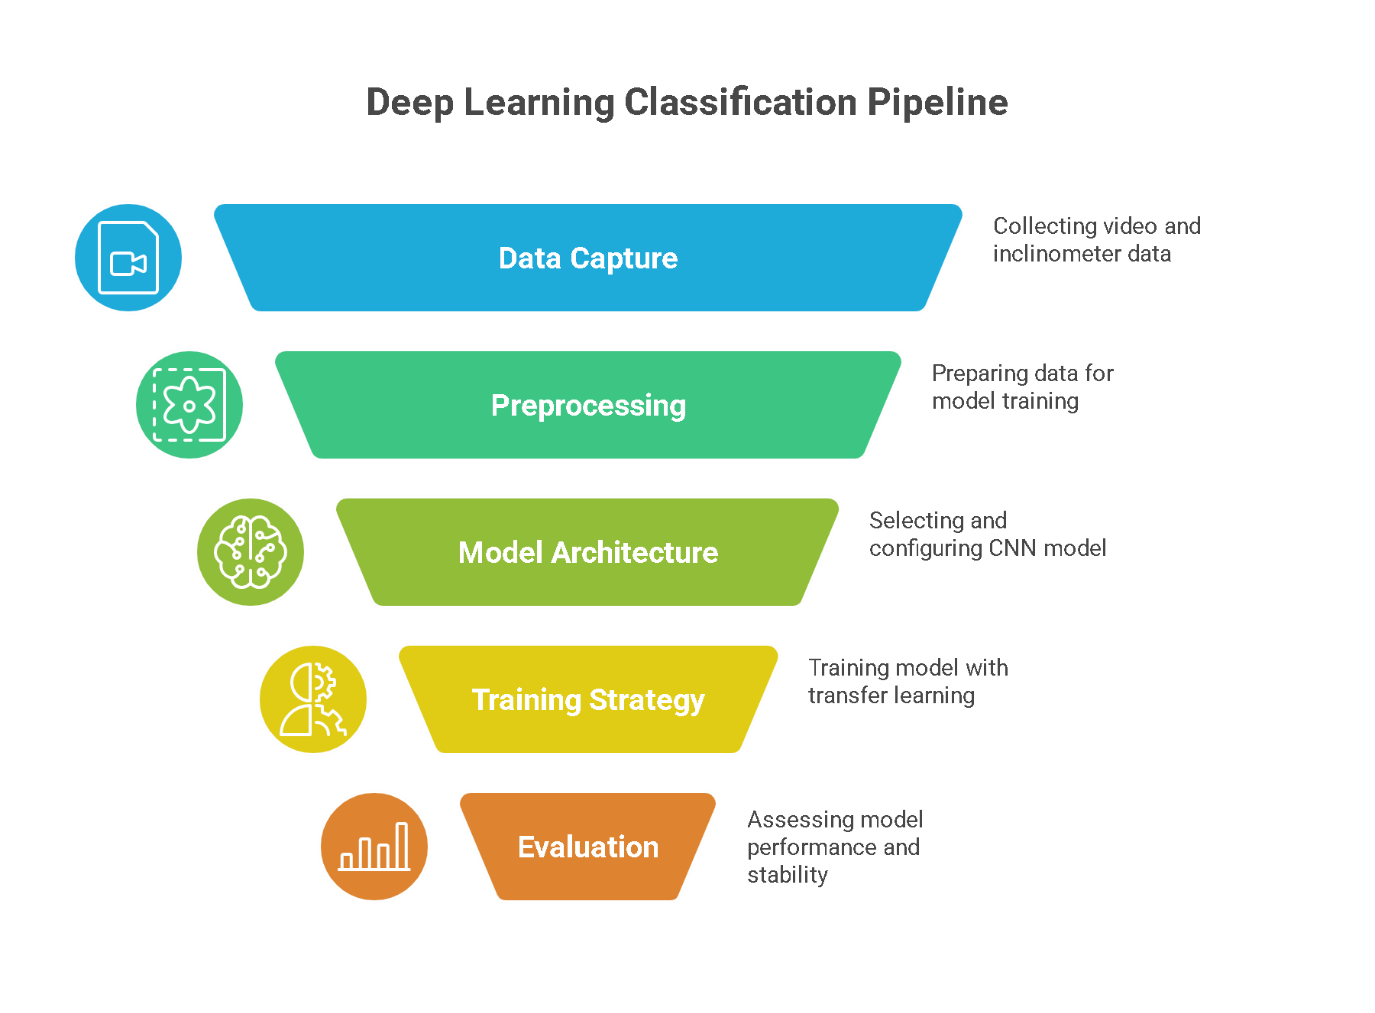 Deep Learning Classification Pipeline
Data Capture
Collecting video and
inclinometer data
Preprocessing
Preparing data for
model training
Model Architecture
Selecting and
configuring CNN model
Training Strategy
Training model with
transfer learning
Evaluation
Assessing model
performance and
stability